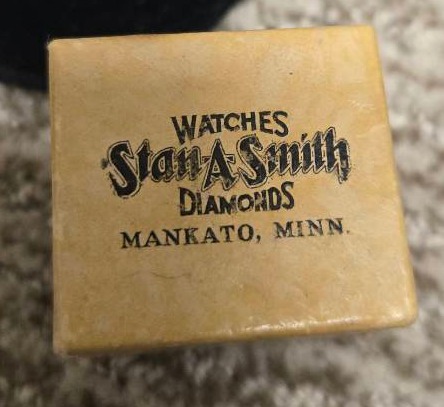 WATCHES
Stan-A-Smith
DIAMONDS
MANKATO, MINN.